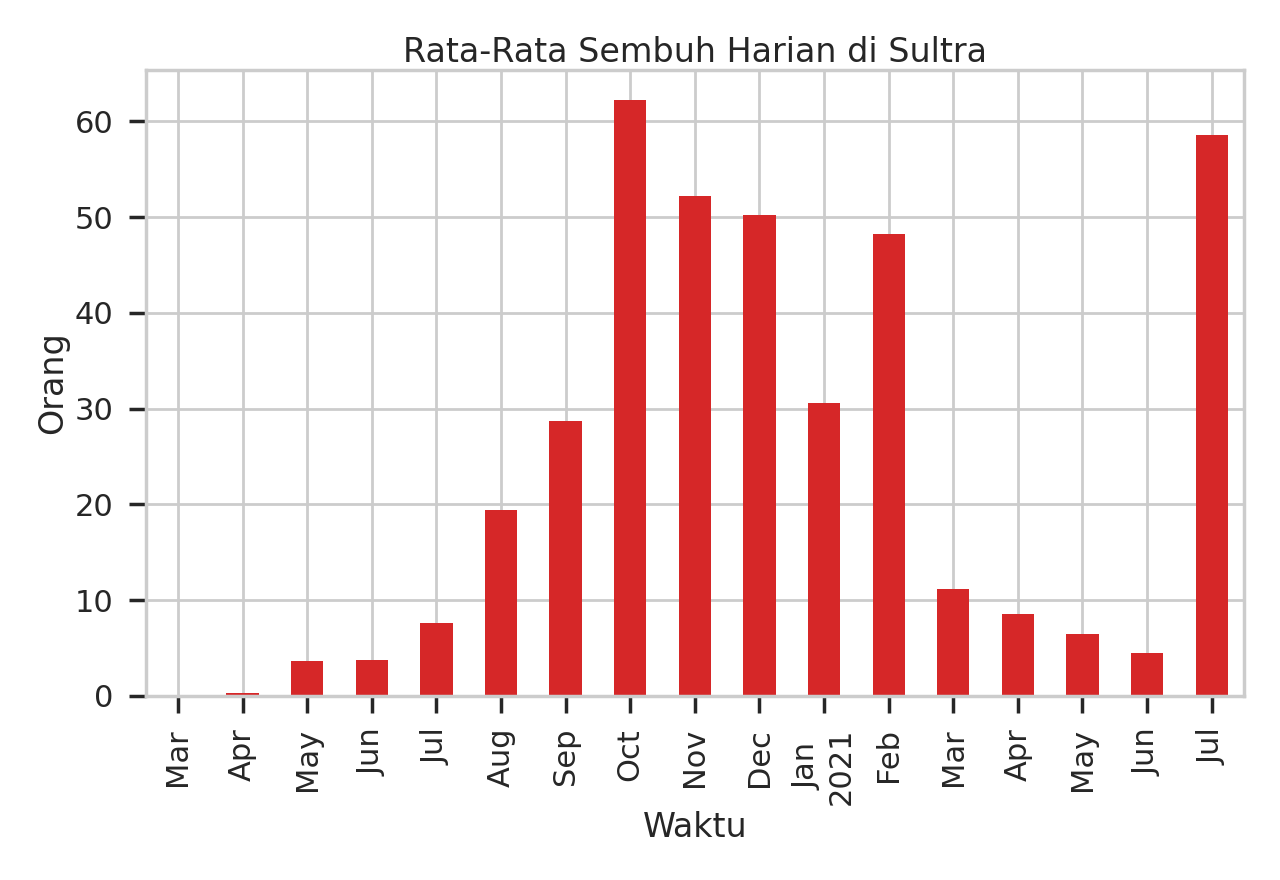 Rata-Rata Sembuh Harian di Sultra
60
50
40
30
20
10
0
Orang
Mar
Apr
May
Jun
Jul
Aug
Sep
Oct
Nov
Dec
Jan
2021
Feb
Mar
Apr
May
Jun
Jul
Waktu